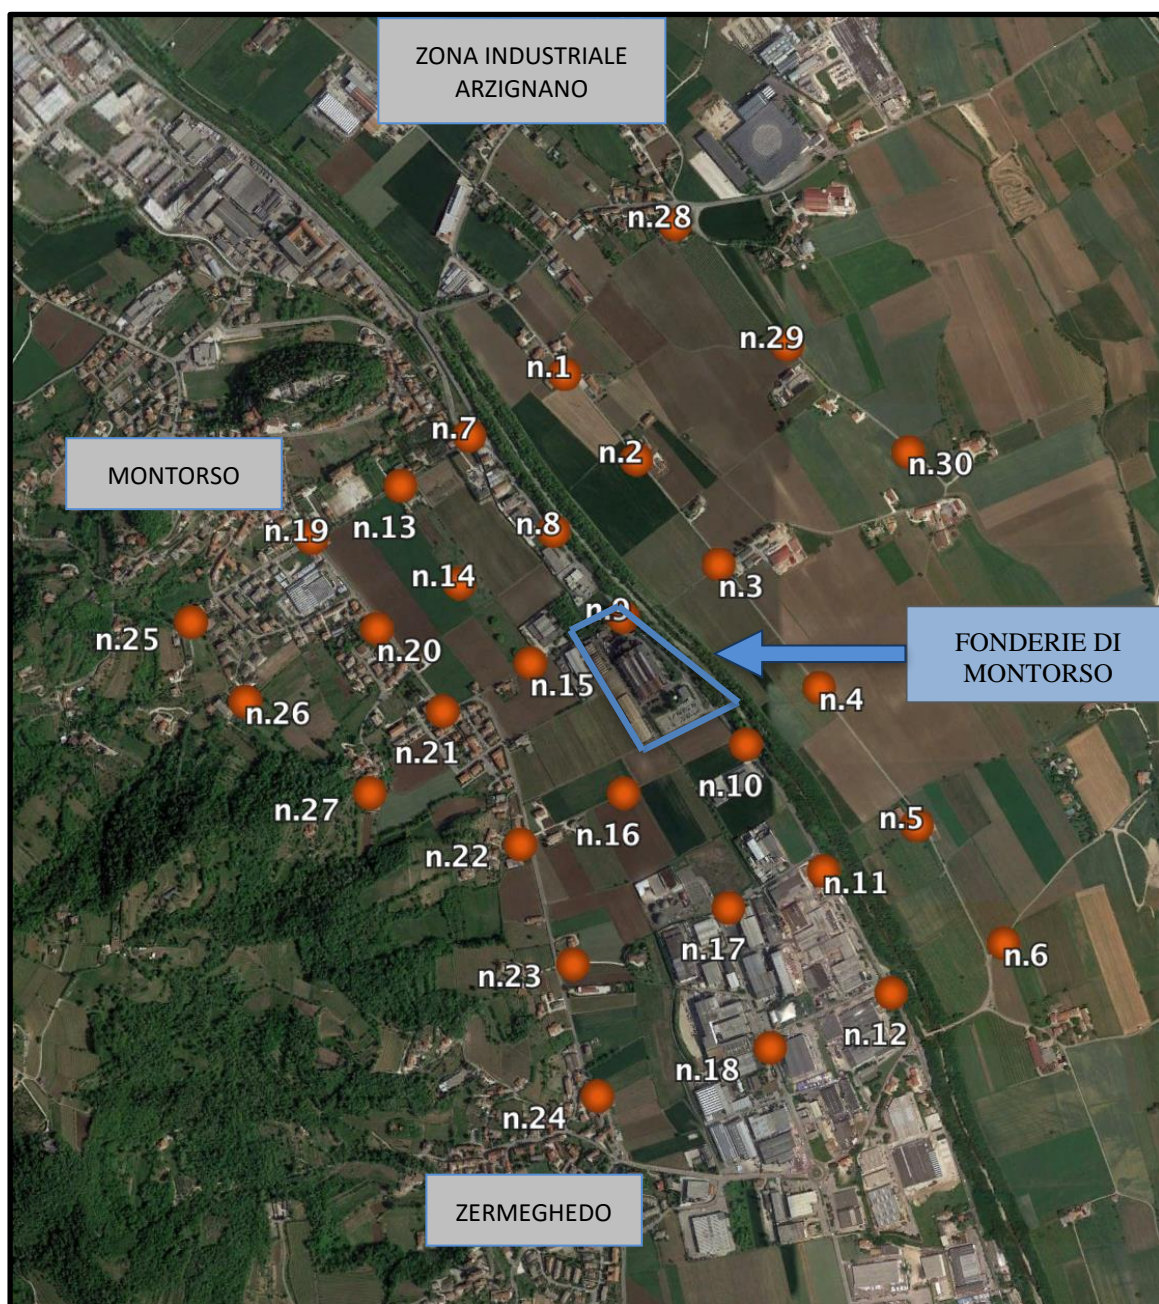 ZONA INDUSTRIALE
ARZIGNANO
n.28
n.29
n.1
n.7
n.2
n.30
MONTORSO
n.13
n.19
n.8
n.14
n.3
n.9
n.25
n.20
FONDERIE DI
MONTORSO
n.15
n.4
n.26
n.21
n.10
n.27
n.5
n.16
n.22
n.11
n.17
n.6
n.23
n.12
n.18
n.24
ZERMEGHEDO